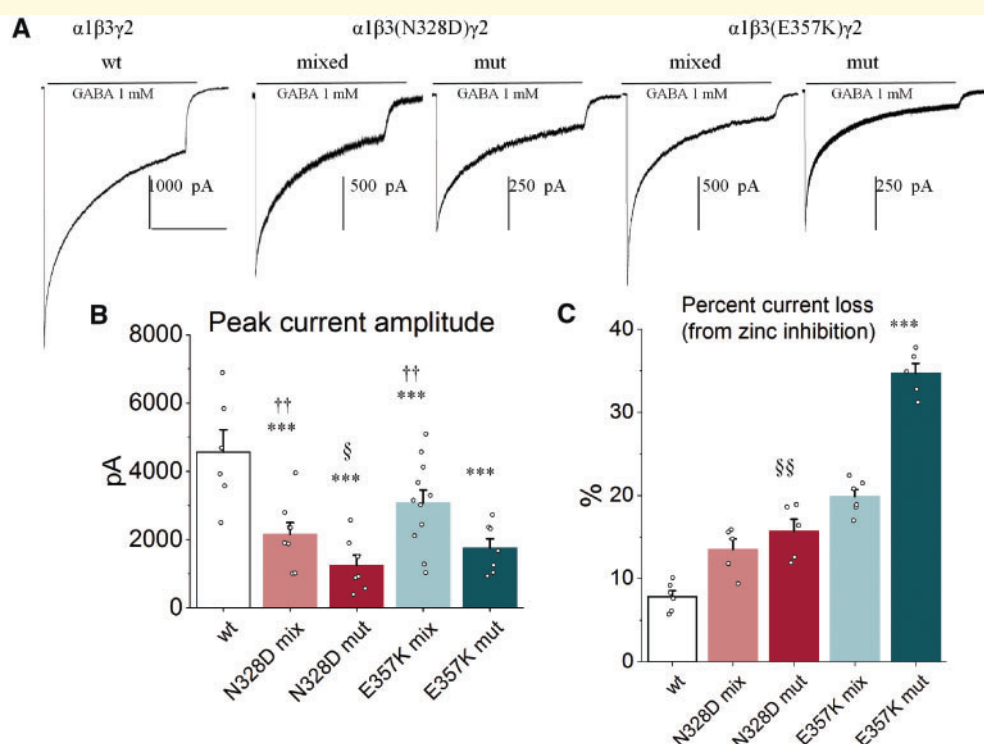 A
α1β3γ2 α1β3(N328D)γ2 α1β3(E357K)γ2
wt mixed mut mixed mut
GABA 1 mM GABA 1 mM GABA 1 mM GABA 1 mM GABA 1 mM
1000 pA 500 pA 250 pA 500 pA 250 pA
B
Peak current amplitude
8000
6000
4000
2000
0
pA
††
***
§
***
††
***
***
wt
N328D mix
N328D mut
E357K mix
E357K mut
C
Percent current loss
(from zinc inhibition)
40
30
20
10
0
%
§§
***
wt
N328D mix
N328D mut
E357K mix
E357K mut